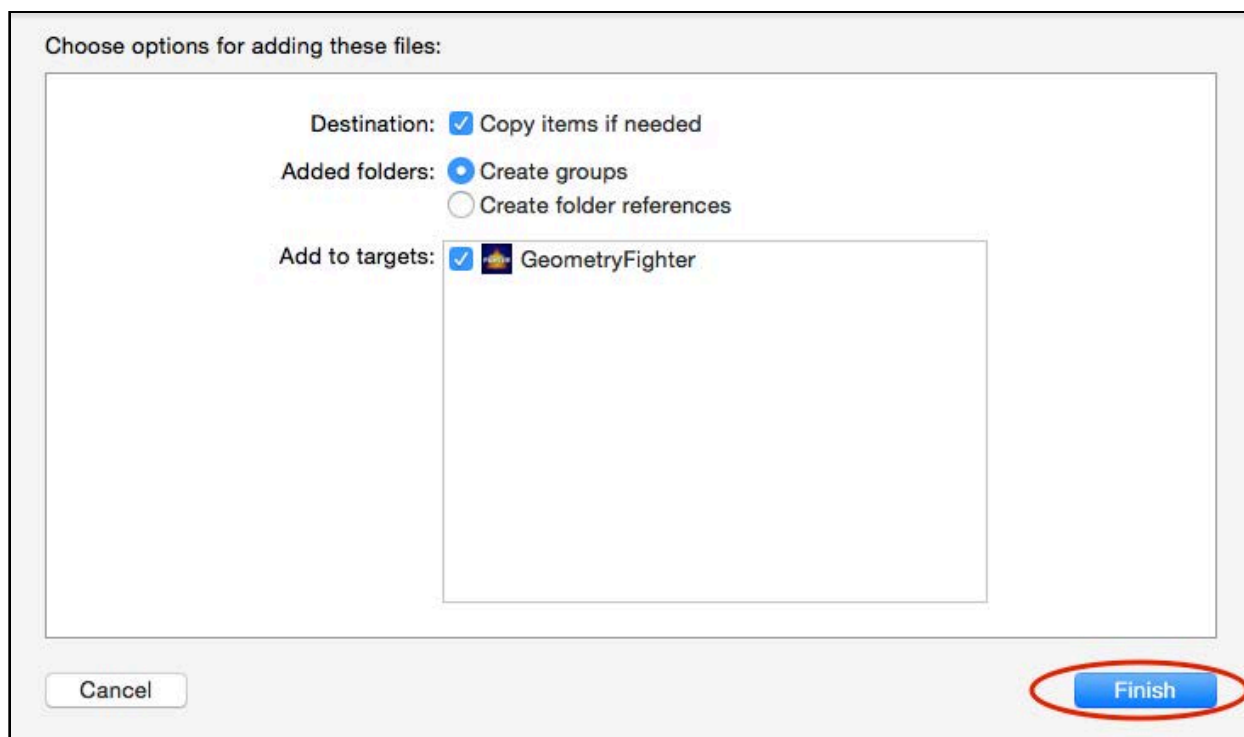 Choose options for adding these files:
Destination: Copy items if needed
Added folders: Create groups
Create folder references
Add to targets: GeometryFighter
Cancel Finish